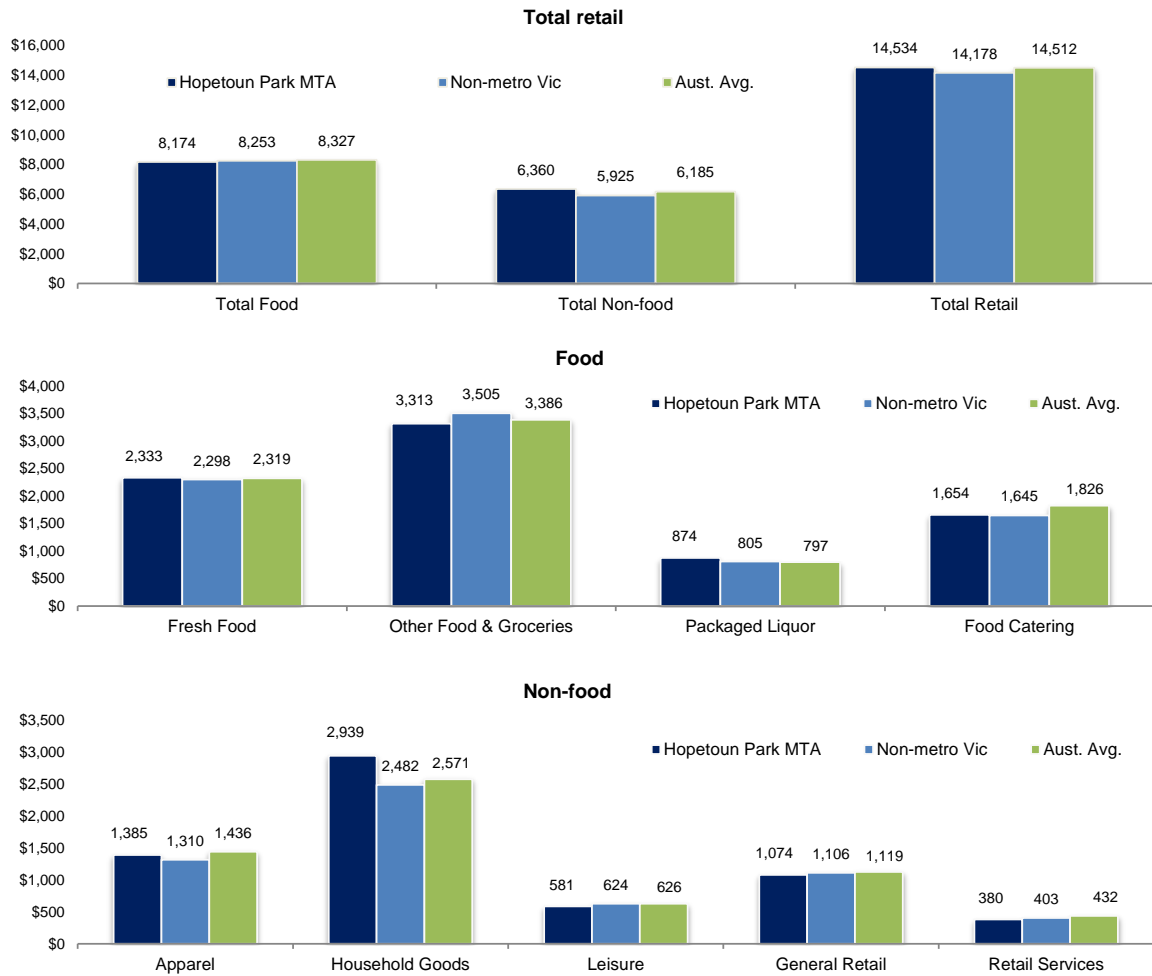 Total retail
$16,000
$14,000
$12,000
$10,000
$8,000
$6,000
$4,000
$2,000
$0
Hopetoun Park MTA Non-metro Vic Aust. Avg.
8,174 8,253 8,327
6,360 5,925 6,185
14,534 14,178 14,512
Total Food Total Non-food Total Retail
Food
$4,000
$3,500
$3,000
$2,500
$2,000
$1,500
$1,000
$500
$0
Hopetoun Park MTA Non-metro Vic Aust. Avg.
2,333 2,298 2,319
3,313 3,505 3,386
874 805 797
1,654 1,645 1,826
Fresh Food Other Food & Groceries Packaged Liquor Food Catering
Non-food
$3,500
$3,000
$2,500
$2,000
$1,500
$1,000
$500
$0
Hopetoun Park MTA Non-metro Vic Aust. Avg.
1,385 1,310 1,436
2,939 2,482 2,571
581 624 626
1,074 1,106 1,119
380 403 432
Apparel Household Goods Leisure General Retail Retail Services